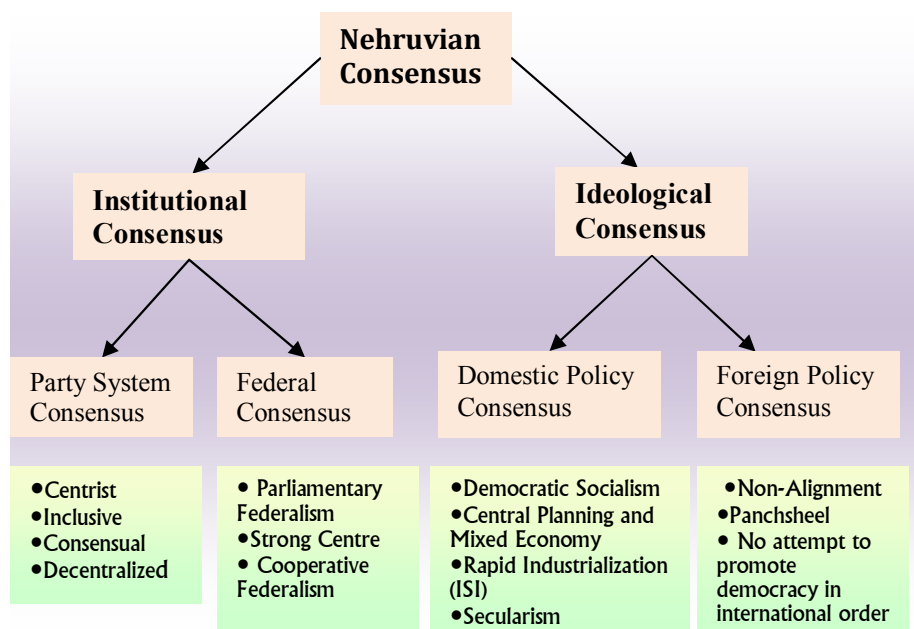 Nehruvian
Consensus
Institutional
Consensus
Ideological
Consensus
Party System
Consensus
Federal
Consensus
Domestic Policy
Consensus
Foreign Policy
Consensus
•Centrist
•Inclusive
•Consensual
•Decentralized
• Parliamentary
Federalism
•Strong Centre
• Cooperative
Federalism
•Democratic Socialism
•Central Planning and
Mixed Economy
•Rapid Industrialization
(ISI)
•Secularism
•Non-Alignment
•Panchsheel
• No attempt to
promote
democracy in
international order